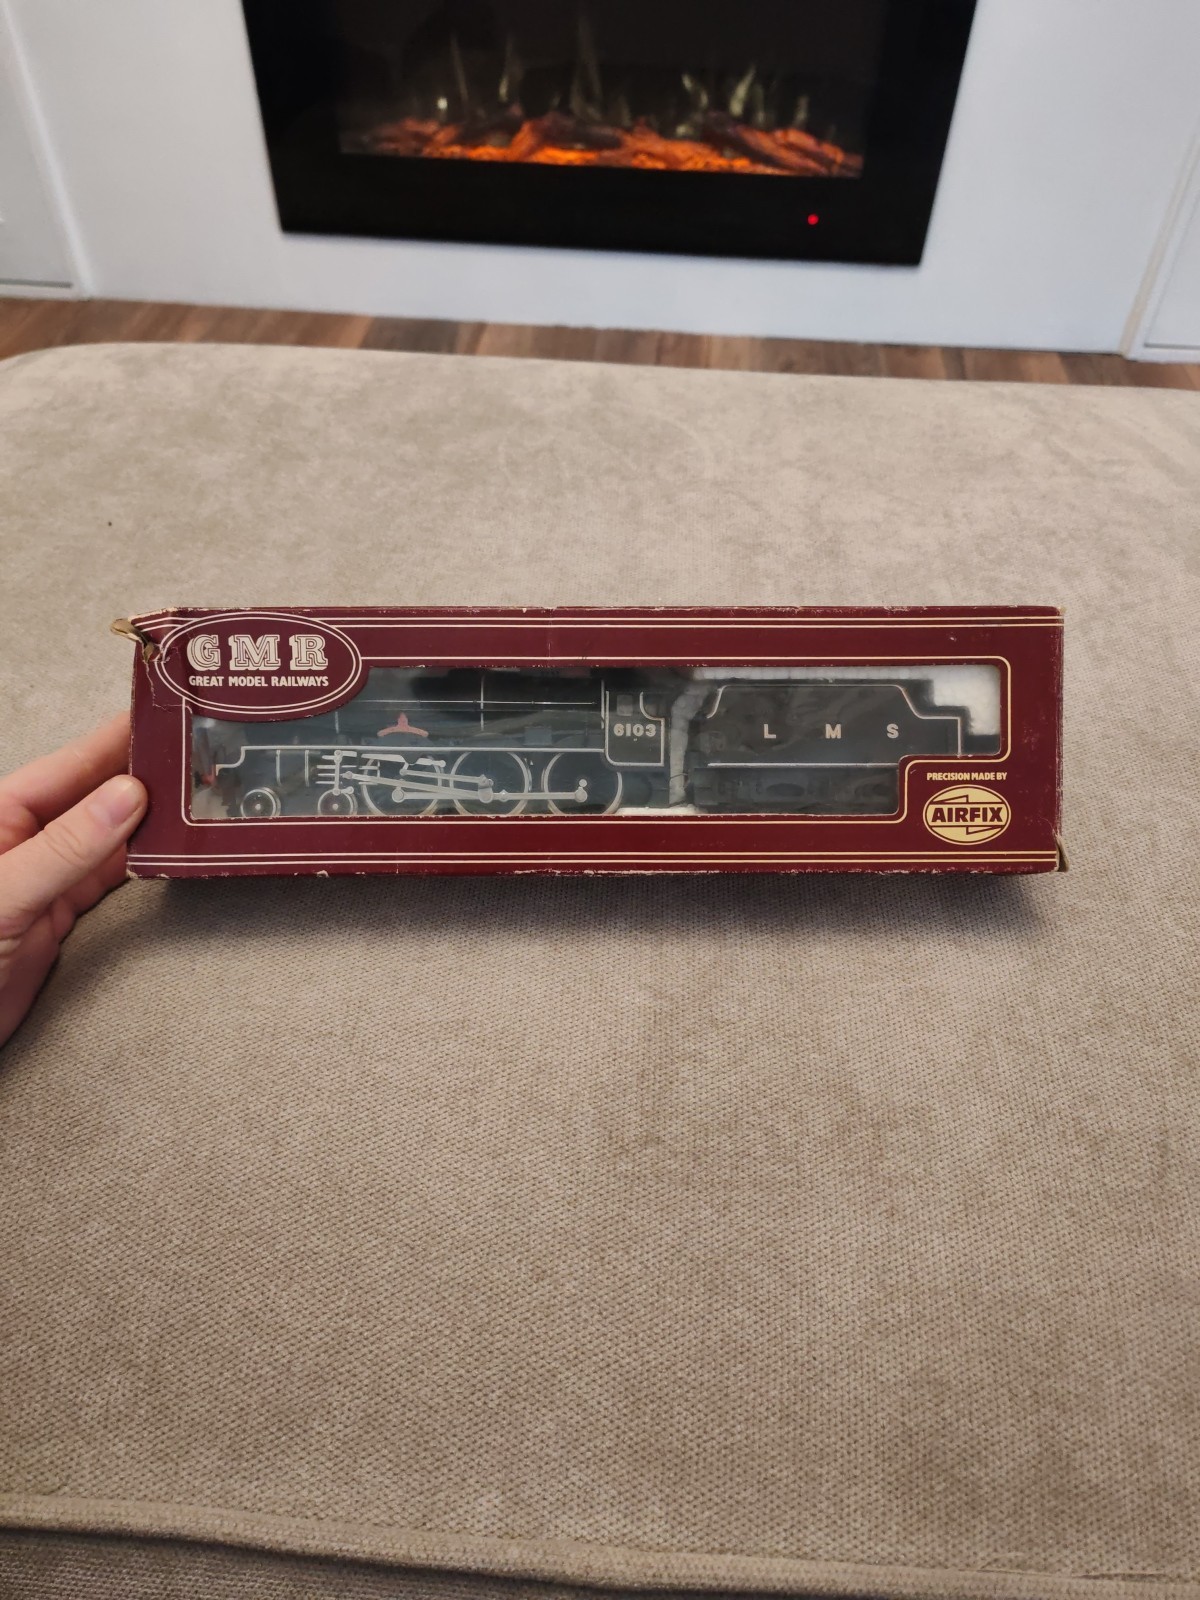 GMR
GREAT MODEL RAILWAYS
6103
L M S
PRECISION MADE BY
AIRFIX